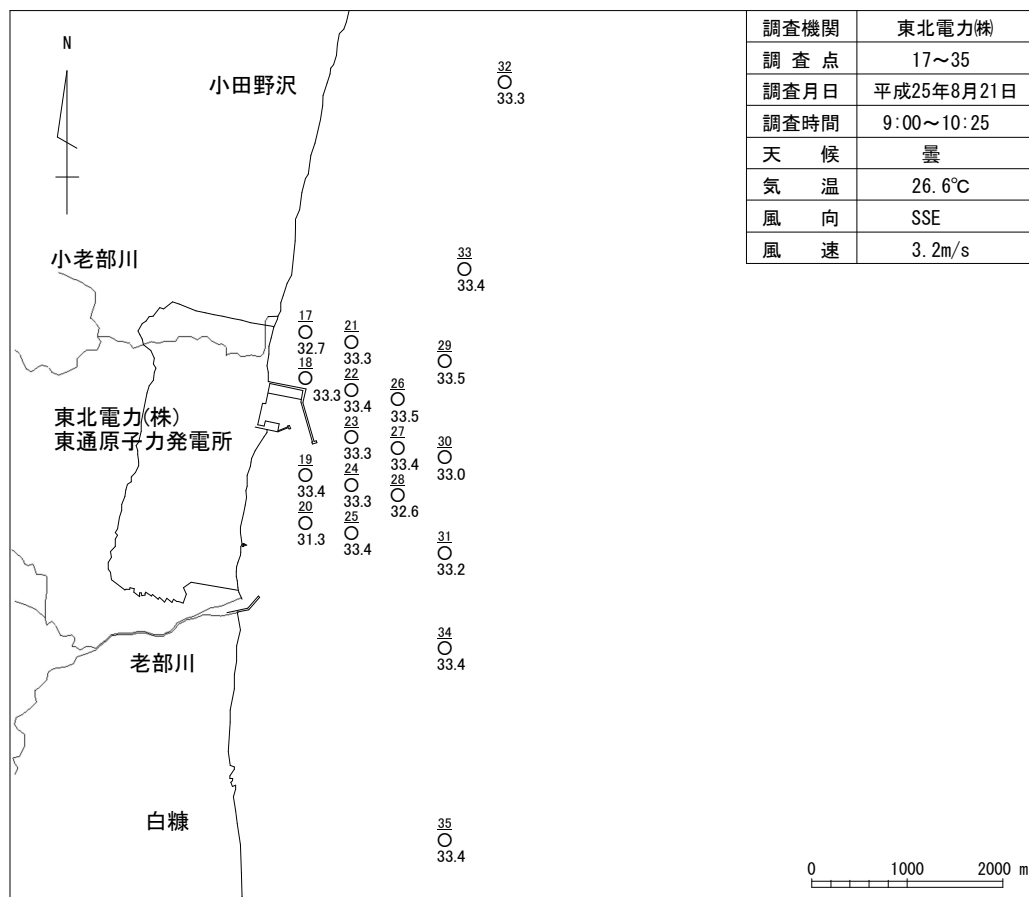 N
小田野沢
小老部川
東北電力(株)
東通原子力発電所
老部川
白糠
調査機関 東北電力㈱
調査点 17～35
調査月日 平成25年8月21日
調査時間 9:00～10:25
天候 曇
気温 26.6℃
風向 SSE
風速 3.2m/s
32
33.3
33
33.4
17
32.7
21
33.3
29
33.5
18
33.3
22
33.4
26
33.5
23
33.3
27
33.4
30
33.0
19
33.4
24
33.3
28
32.6
20
31.3
25
33.4
31
33.2
34
33.4
35
33.4
0 1000 2000 m